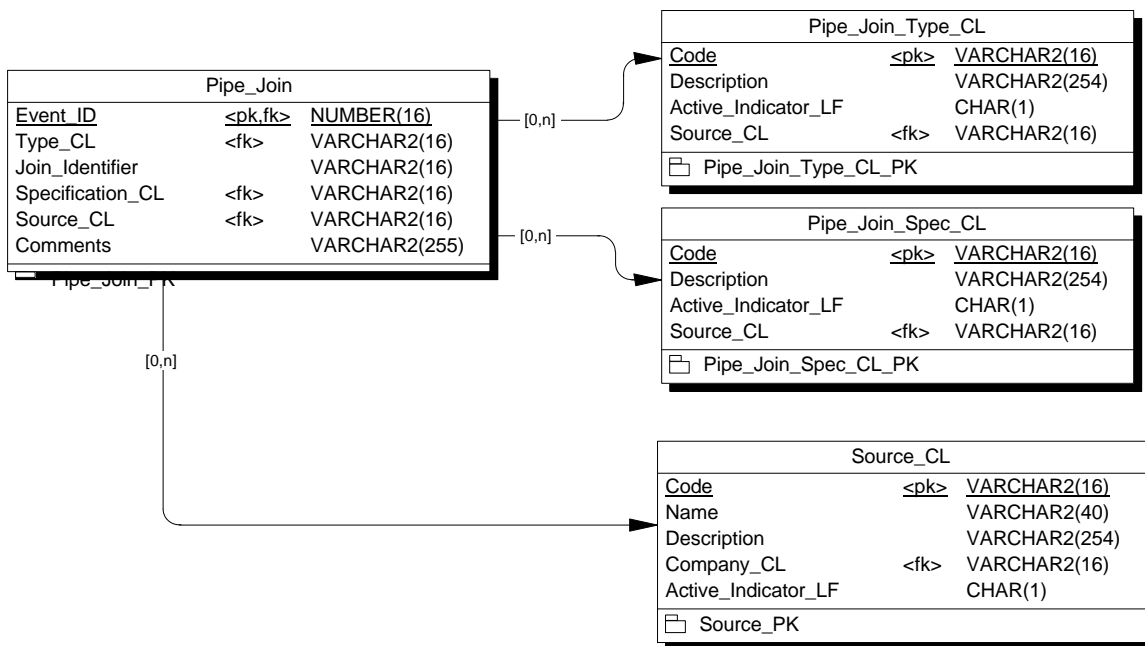 Pipe_Join
Event_ID <pk,fk> NUMBER(16)
Type_CL <fk> VARCHAR2(16)
Join_Identifier VARCHAR2(16)
Specification_CL <fk> VARCHAR2(16)
Source_CL <fk> VARCHAR2(16)
Comments VARCHAR2(255)
Pipe_Join_PK
[0,n]
[0,n]
[0,n]
Pipe_Join_Type_CL
Code <pk> VARCHAR2(16)
Description VARCHAR2(254)
Active_Indicator_LF CHAR(1)
Source_CL <fk> VARCHAR2(16)
Pipe_Join_Type_CL_PK
Pipe_Join_Spec_CL
Code <pk> VARCHAR2(16)
Description VARCHAR2(254)
Active_Indicator_LF CHAR(1)
Source_CL <fk> VARCHAR2(16)
Pipe_Join_Spec_CL_PK
Source_CL
Code <pk> VARCHAR2(16)
Name VARCHAR2(40)
Description VARCHAR2(254)
Company_CL <fk> VARCHAR2(16)
Active_Indicator_LF CHAR(1)
Source_PK